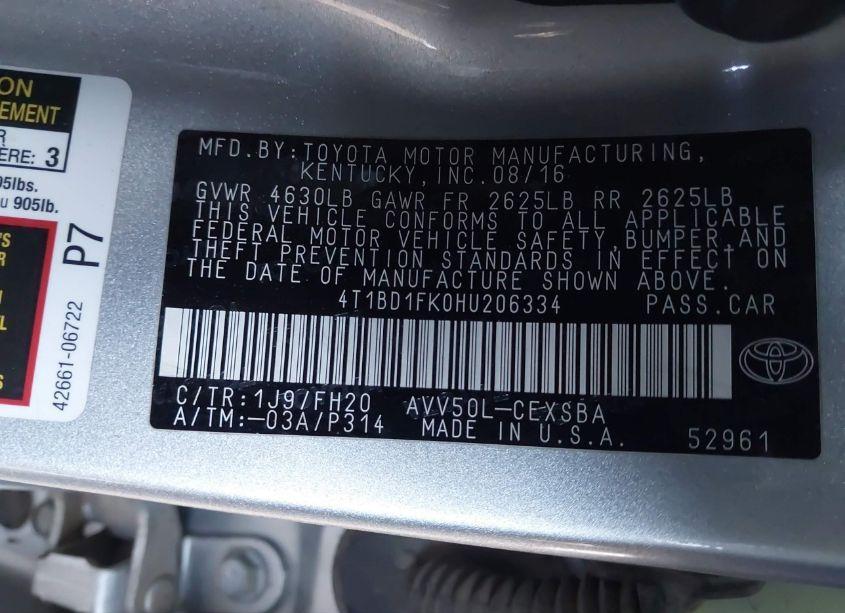 ON
EMENT
R
ERE: 3
05lbs.
u 905lb.
'S
R
N
EL
S
42661-06722
P7
MFD.BY:TOYOTA MOTOR MANUFACTURING,
KENTUCKY,INC.08/16
GVWR 4630LB GAWR FR 2625LB RR 2625LB
THIS VEHICLE CONFORMS TO ALL APPLICABLE
FEDERAL MOTOR VEHICLE SAFETY,BUMPER,AND
THEFT PREVENTION STANDARDS IN EFFECT ON
THE DATE OF MANUFACTURE SHOWN ABOVE.
4T1BD1FK0HU206334 PASS.CAR
C/TR:1J97/FH20 AVV50L-CEXSBA
A/TM:-03A/P314 MADE IN U.S.A. 52961